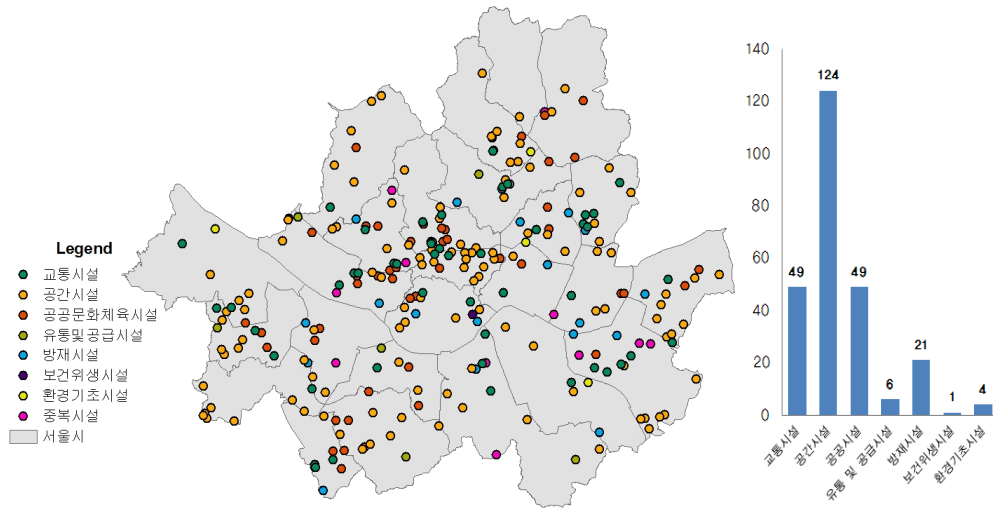 Legend
교통시설
공간시설
공공문화체육시설
유통및공급시설
방재시설
보건위생시설
환경기초시설
중복시설
서울시
140
120
100
80
60
40
20
0
49
124
49
6
21
1
4
교통시설
공간시설
공공시설
유통 및 공급시설
방재시설
보건위생시설
환경기초시설